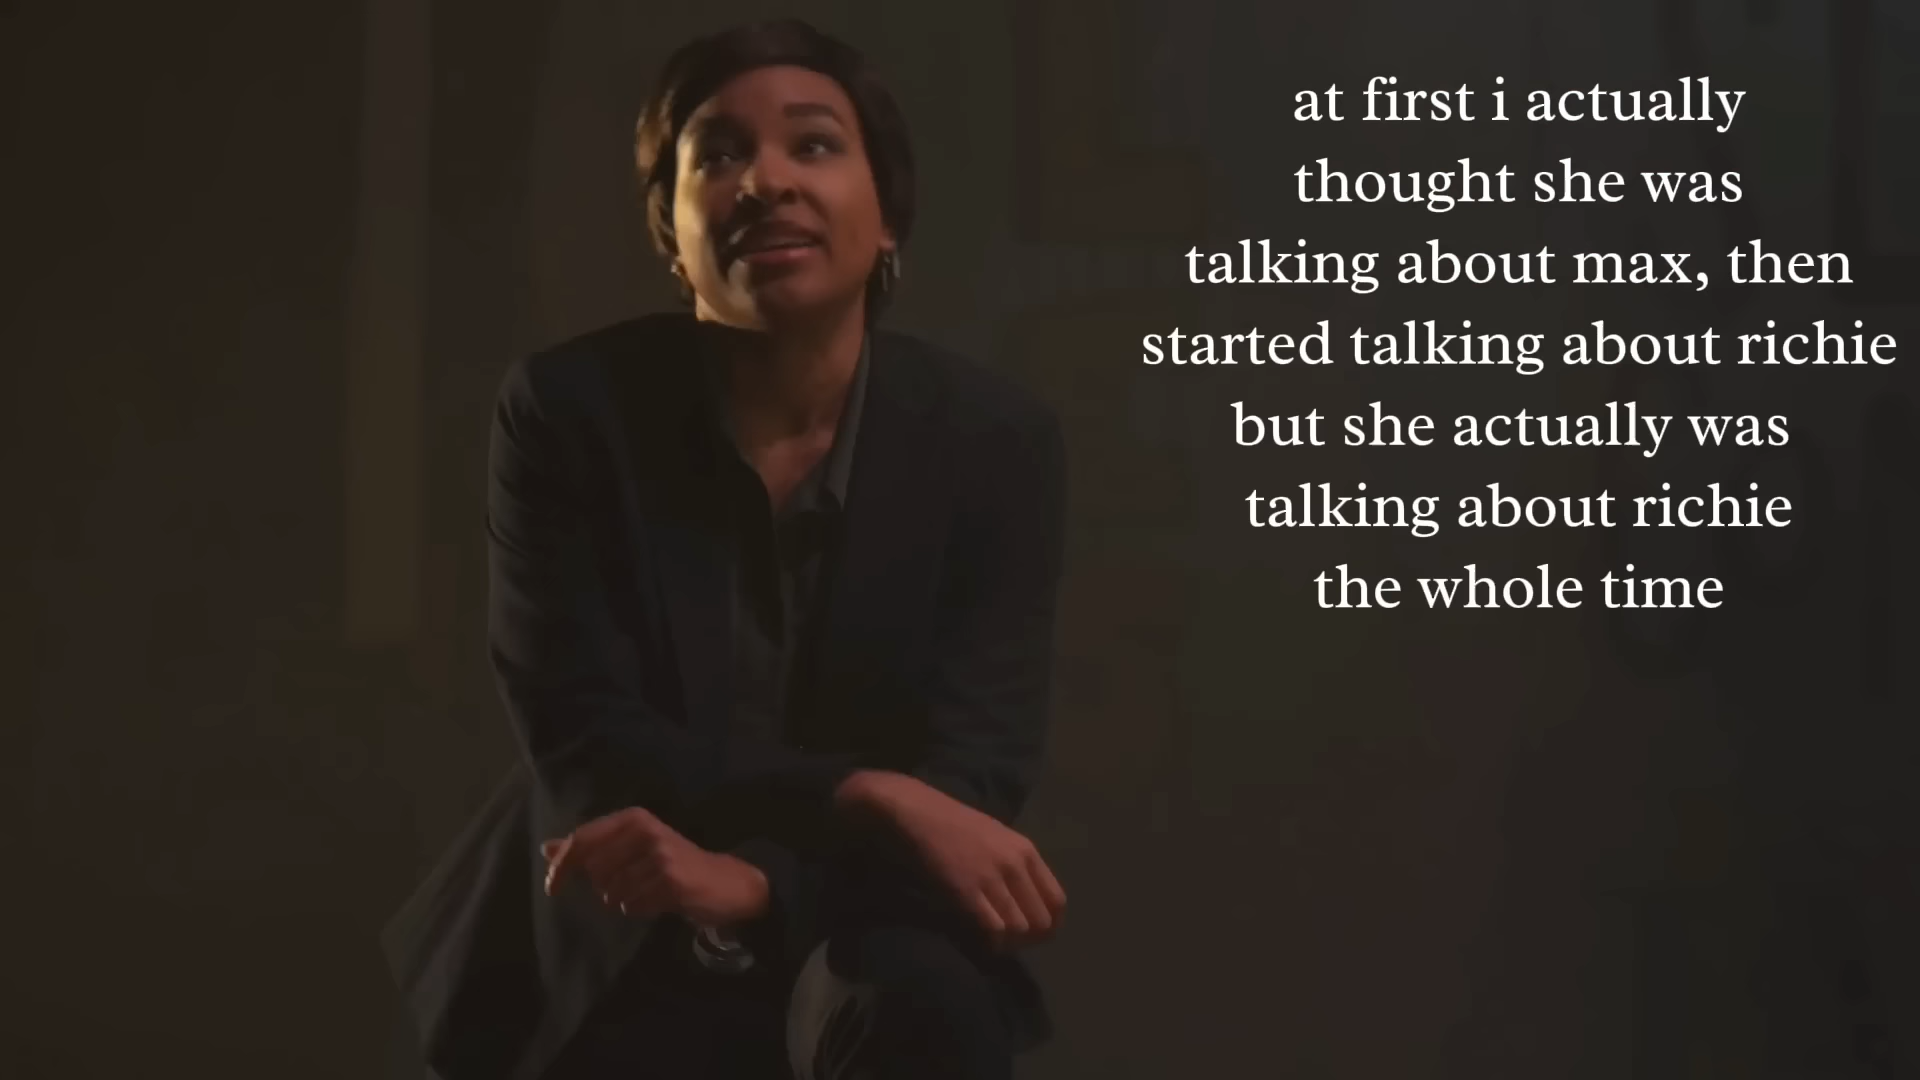 at first i actually
thought she was
talking about max, then
started talking about richie
but she actually was
talking about richie
the whole time